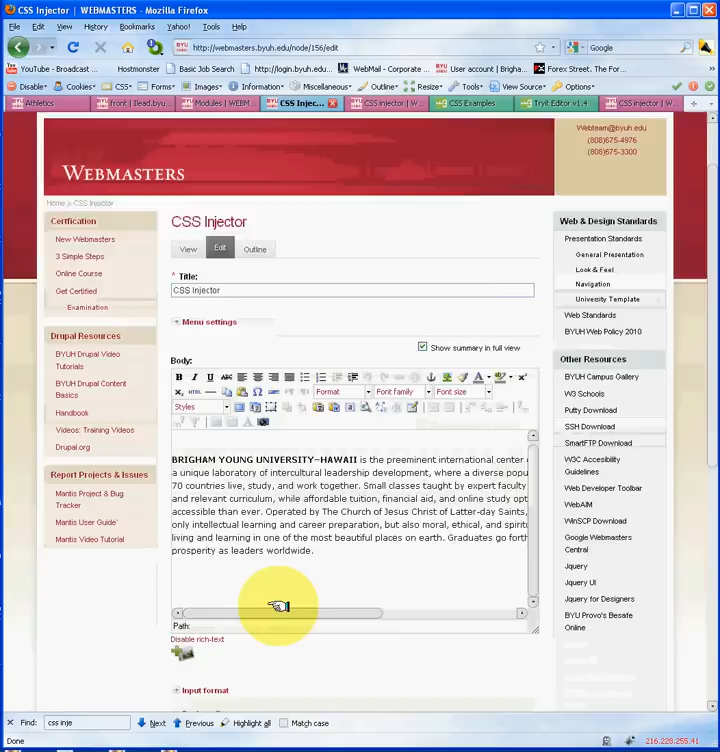 CSS Injector | WEBMASTERS - Mozilla Firefox
File Edit View History Bookmarks Yahoo! Tools Help
http://webmasters.byuh.edu/node/156/edit
Google
YouTube - Broadcast ... Hostmonster Basic Job Search http://login.byuh.edu... WebMail - Corporate ... User account | Brigha... Forex Street. The For...
Disable Cookies CSS Forms Images Information Miscellaneous Outline Resize Tools View Source Options
Athletics front | Ilead.byuh... Modules | WEBM... CSS Injec... CSS injector | W... CSS Examples Tryit Editor v1.4 CSS injector | W...
Webteam@byuh.edu
(808)675-4976
(808)675-3300
WEBMASTERS
Home » CSS Injector
Certfication
New Webmasters
3 Simple Steps
Online Course
Get Certified
Examination
Drupal Resources
BYUH Drupal Video
Tutorials
BYUH Drupal Content
Basics
Handbook
Videos: Training Videos
Drupal.org
Report Projects & Issues
Mantis Project & Bug
Tracker
Mantis User Guide'
Mantis Video Tutorial
CSS Injector
View Edit Outline
* Title:
CSS Injector
Menu settings
Show summary in full view
Body:
Format Font family Font size
Styles
BRIGHAM YOUNG UNIVERSITY–HAWAII is the preeminent international center
a unique laboratory of intercultural leadership development, where a diverse popu
70 countries live, study, and work together. Small classes taught by expert faculty
and relevant curriculum, while affordable tuition, financial aid, and online study opt
accessible than ever. Operated by The Church of Jesus Christ of Latter-day Saints,
only intellectual learning and career preparation, but also moral, ethical, and spirit
living and learning in one of the most beautiful places on earth. Graduates go forth
prosperity as leaders worldwide.
Path:
Disable rich-text
Input format
Web & Design Standards
Presentation Standards
General Presentation
Look & Feel
Navigation
University Template
Web Standards
BYUH Web Policy 2010
Other Resources
BYUH Campus Gallery
W3 Schools
Putty Download
SSH Download
SmartFTP Download
W3C Accesibility
Guidelines
Web Developer Toolbar
WebAIM
WinSCP Download
Google Webmasters
Central
Jquery
Jquery UI
Jquery for Designers
BYU Provo's Besafe
Online
Find: css inje Next Previous Highlight all Match case
Done
216.228.255.41